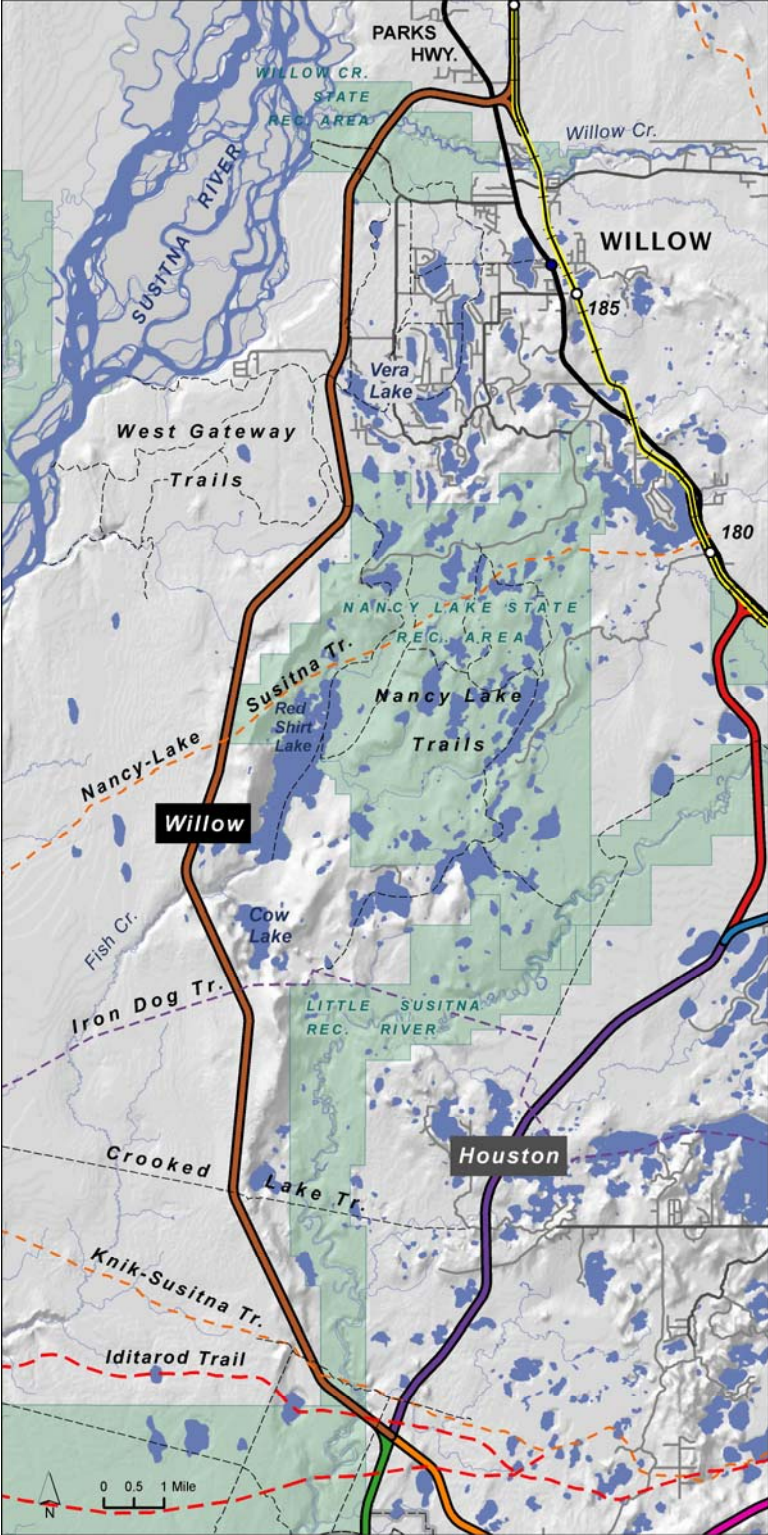 PARKS
HWY.
WILLOW CR.
STATE
REC. AREA
Willow Cr.
SUSITNA RIVER
WILLOW
185
Vera
Lake
West Gateway
Trails
180
NANCY LAKE STATE
REC. AREA
Nancy-Lake Susitna Tr.
Red
Shirt
Lake
Nancy Lake
Trails
Willow
Cow
Lake
Fish Cr.
Iron Dog Tr.
LITTLE SUSITNA
REC. RIVER
Houston
Crooked Lake Tr.
Knik-Susitna Tr.
Iditarod Trail
0 0.5 1 Mile
N